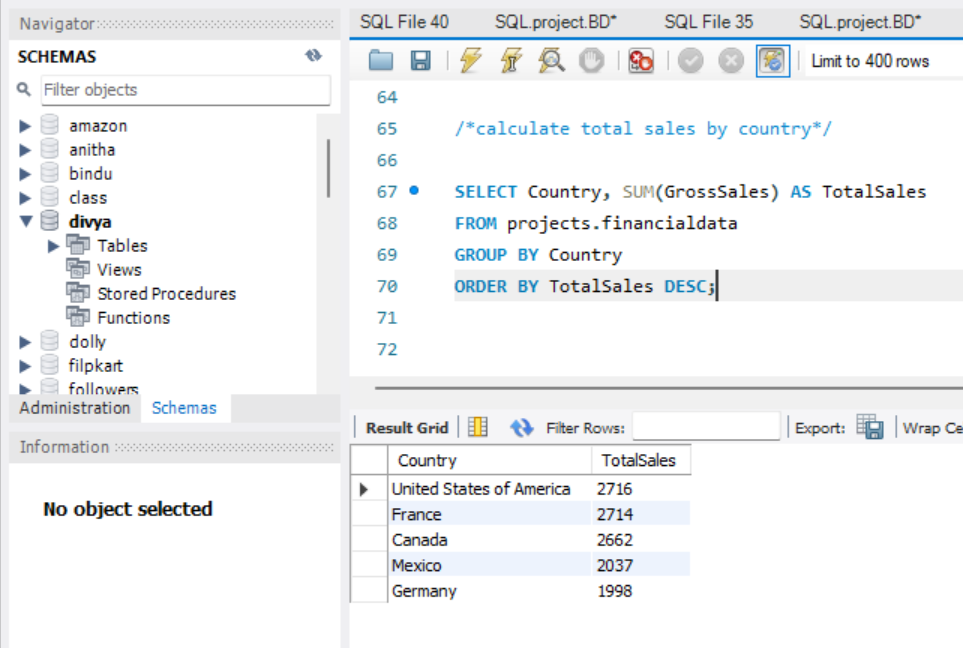 Navigator
SCHEMAS
Filter objects
amazon
anitha
bindu
class
divya
Tables
Views
Stored Procedures
Functions
dolly
filpkart
followers
Administration Schemas
Information
No object selected
SQL File 40 SQL.project.BD* SQL File 35 SQL.project.BD*
Limit to 400 rows
64
65 /*calculate total sales by country*/
66
67 SELECT Country, SUM(GrossSales) AS TotalSales
68 FROM projects.financialdata
69 GROUP BY Country
70 ORDER BY TotalSales DESC;
71
72
Result Grid Filter Rows: Export: Wrap Ce
Country TotalSales
United States of America 2716
France 2714
Canada 2662
Mexico 2037
Germany 1998